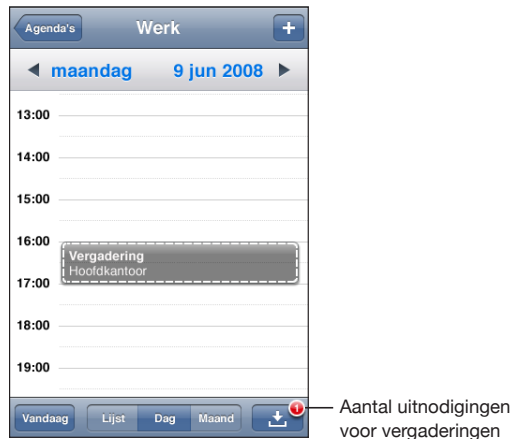 Agenda's Werk +
maandag 9 jun 2008
13:00
14:00
15:00
16:00
Vergadering
Hoofdkantoor
17:00
18:00
19:00
Vandaag Lijst Dag Maand 1
Aantal uitnodigingen
voor vergaderingen